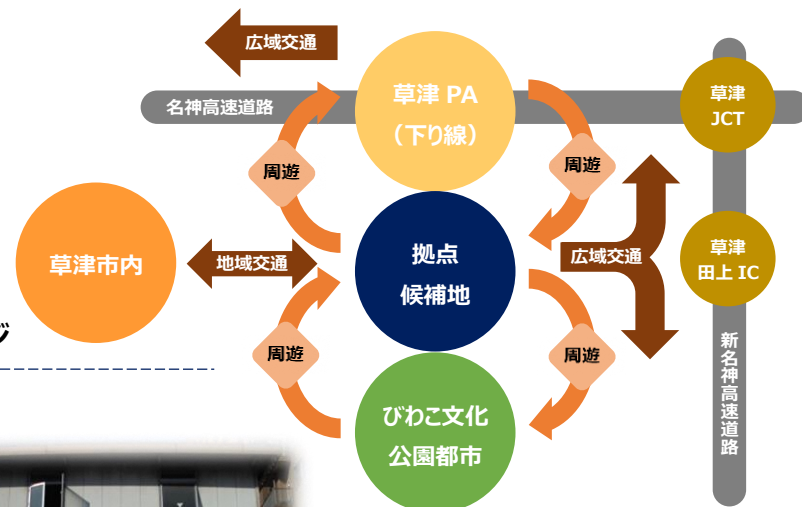 広域交通
名神高速道路
草津 PA
（下り線）
草津
JCT
周遊
周遊
草津市内
地域交通
拠点
候補地
広域交通
草津
田上 IC
ジ
周遊
周遊
びわこ文化
公園都市
新名神高速道路